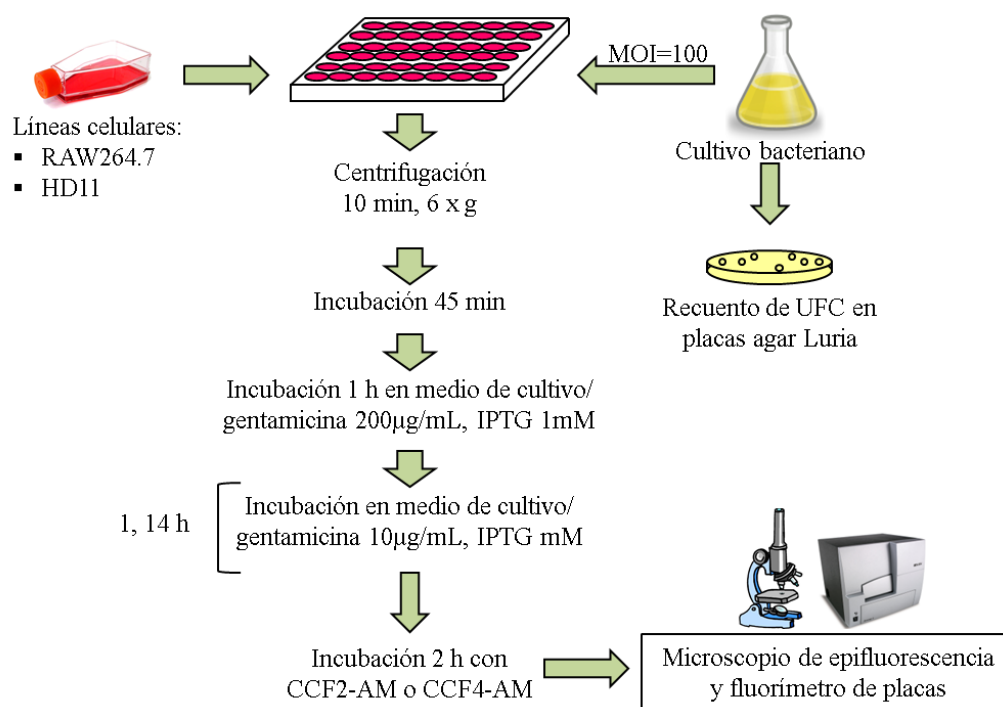 MOI=100
Líneas celulares:
▪ RAW264.7
▪ HD11
Centrifugación
10 min, 6 x g
Cultivo bacteriano
Incubación 45 min
Recuento de UFC en
placas agar Luria
Incubación 1 h en medio de cultivo/
gentamicina 200μg/mL, IPTG 1mM
1, 14 h
Incubación en medio de cultivo/
gentamicina 10μg/mL, IPTG mM
Incubación 2 h con
CCF2-AM o CCF4-AM
Microscopio de epifluorescencia
y fluorímetro de placas